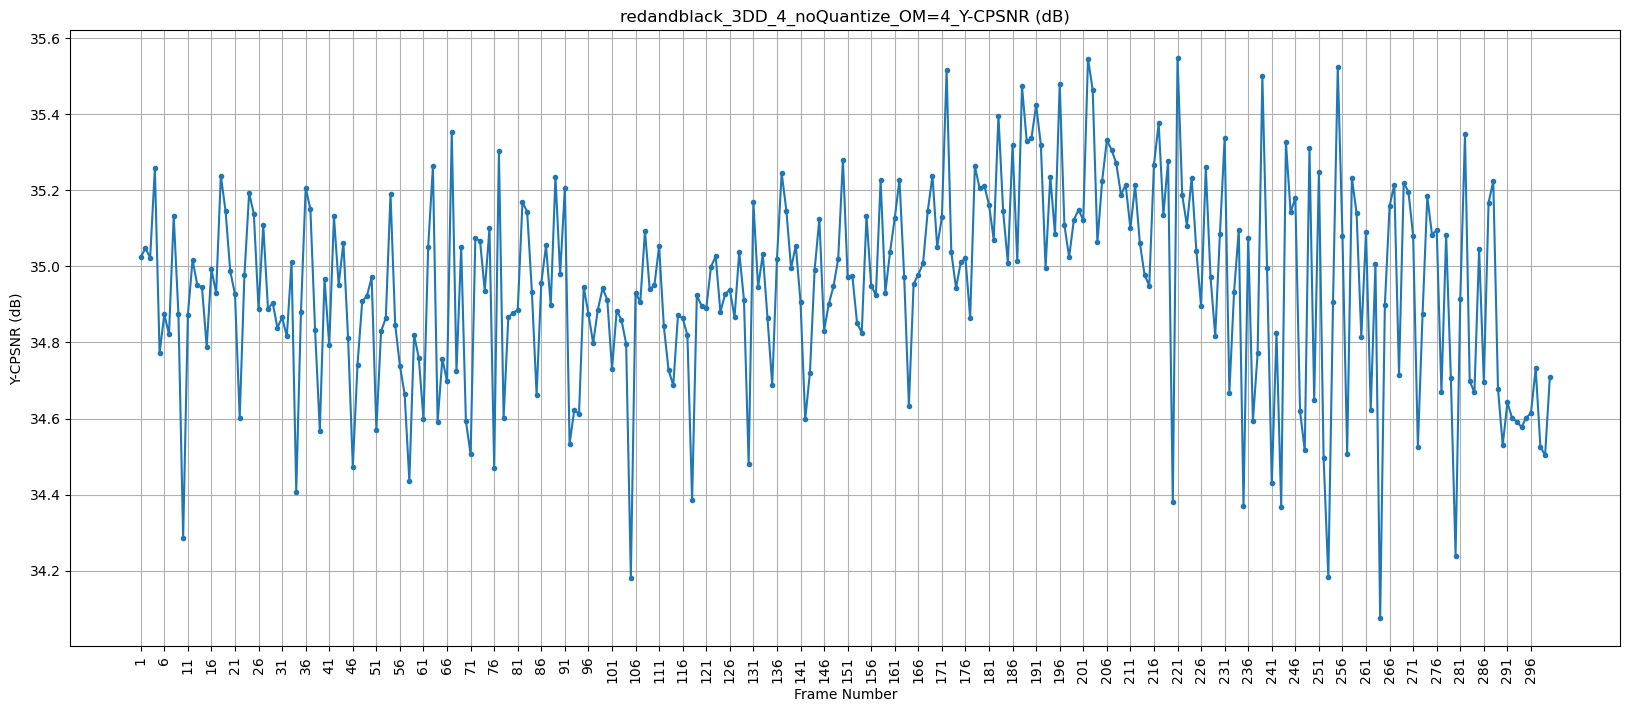 redandblack_3DD_4_noQuantize_OM=4_Y-CPSNR (dB)
35.6
35.4
35.2
35.0
34.8
34.6
34.4
34.2
Y-CPSNR (dB)
1 6 11 16 21 26 31 36 41 46 51 56 61 66 71 76 81 86 91 96 101 106 111 116 121 126 131 136 141 146 151 156 161 166 171 176 181 186 191 196 201 206 211 216 221 226 231 236 241 246 251 256 261 266 271 276 281 286 291 296
Frame Number